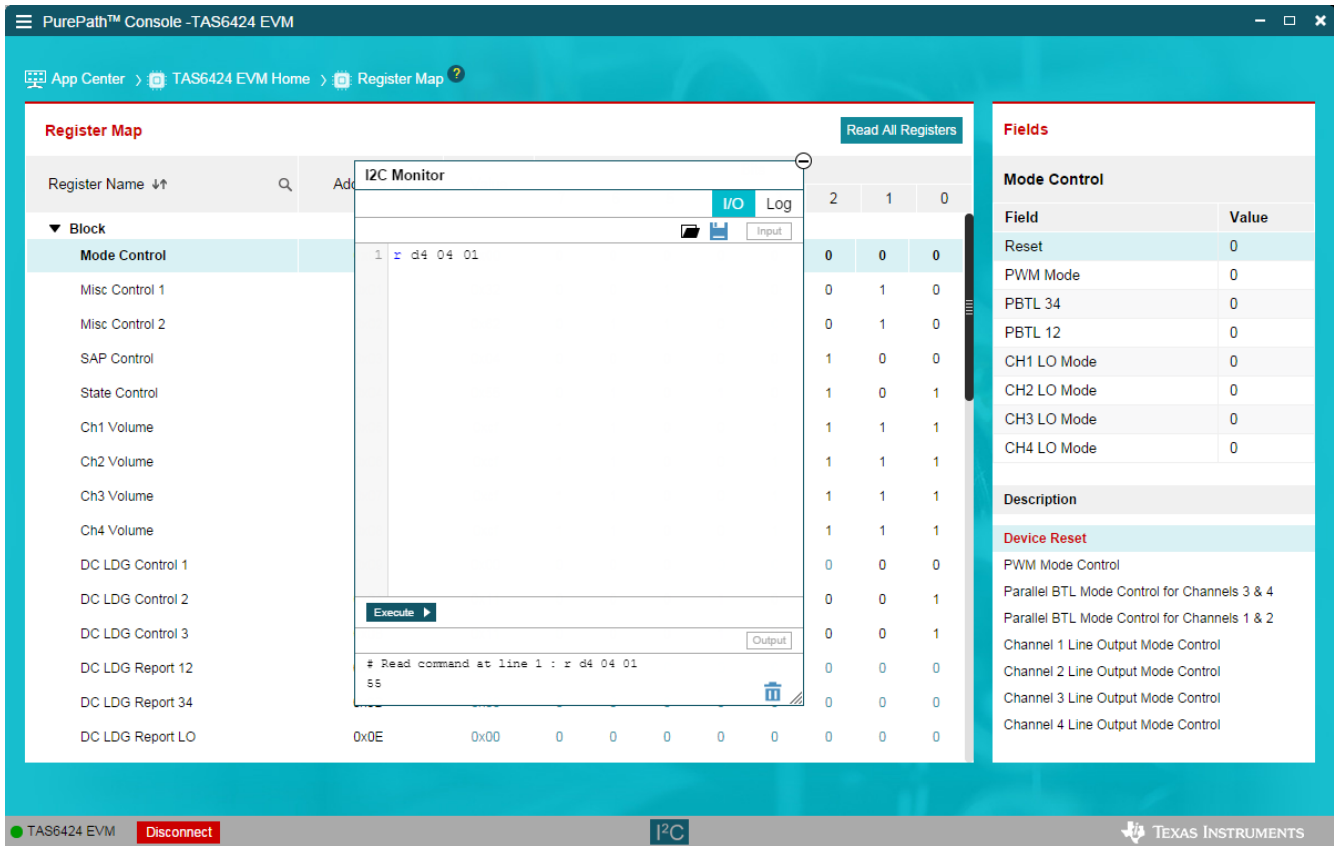 PurePath™ Console -TAS6424 EVM
App Center > TAS6424 EVM Home > Register Map ?
Register Map
Read All Registers
Register Name
Add
2 1 0
Block
Mode Control 0 0 0
Misc Control 1 0 1 0
Misc Control 2 0 1 0
SAP Control 1 0 0
State Control 1 0 1
Ch1 Volume 1 1 1
Ch2 Volume 1 1 1
Ch3 Volume 1 1 1
Ch4 Volume 1 1 1
DC LDG Control 1 0 0 0
DC LDG Control 2 0 0 1
DC LDG Control 3 0 0 1
DC LDG Report 12 0 0 0
DC LDG Report 34 0 0 0
DC LDG Report LO 0x0E 0x00 0 0 0 0 0 0 0 0
I2C Monitor
I/O Log
Input
1 r d4 04 01
Execute
Output
# Read command at line 1 : r d4 04 01
55
Fields
Mode Control
Field Value
Reset 0
PWM Mode 0
PBTL 34 0
PBTL 12 0
CH1 LO Mode 0
CH2 LO Mode 0
CH3 LO Mode 0
CH4 LO Mode 0
Description
Device Reset
PWM Mode Control
Parallel BTL Mode Control for Channels 3 & 4
Parallel BTL Mode Control for Channels 1 & 2
Channel 1 Line Output Mode Control
Channel 2 Line Output Mode Control
Channel 3 Line Output Mode Control
Channel 4 Line Output Mode Control
TAS6424 EVM
Disconnect
I²C
TEXAS INSTRUMENTS